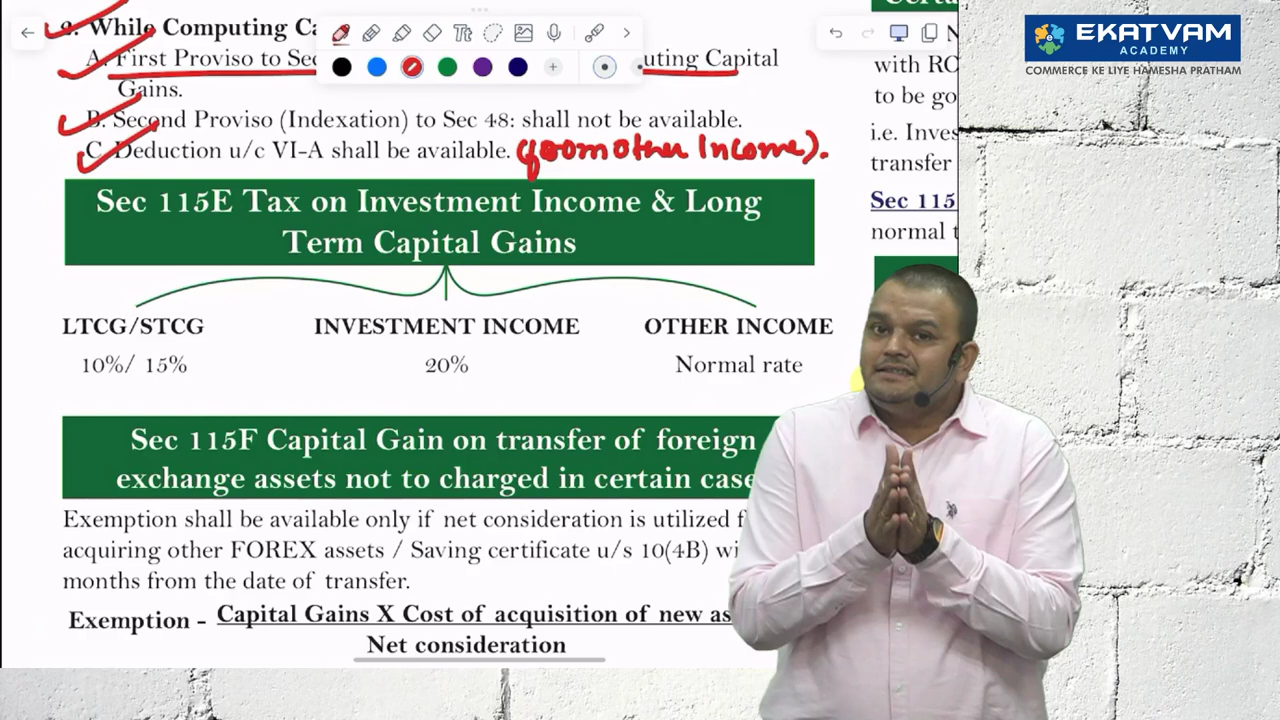 While Computing Ca
A. First Proviso to Sec
uting Capital
Gains.
B. Second Proviso (Indexation) to Sec 48: shall not be available.
C. Deduction u/c VI-A shall be available. (from other Income).
Sec 115E Tax on Investment Income & Long
Term Capital Gains
LTCG/STCG
INVESTMENT INCOME
OTHER INCOME
10%/ 15%
20%
Normal rate
Sec 115F Capital Gain on transfer of foreign
exchange assets not to charged in certain case
Exemption shall be available only if net consideration is utilized f
acquiring other FOREX assets / Saving certificate u/s 10(4B) wi
months from the date of transfer.
Exemption - Capital Gains X Cost of acquisition of new as
Net consideration
with RO
to be go
i.e. Inves
transfer
Sec 115
normal t
Tt
EKATVAM
ACADEMY
COMMERCE KE LIYE HAMESHA PRATHAM